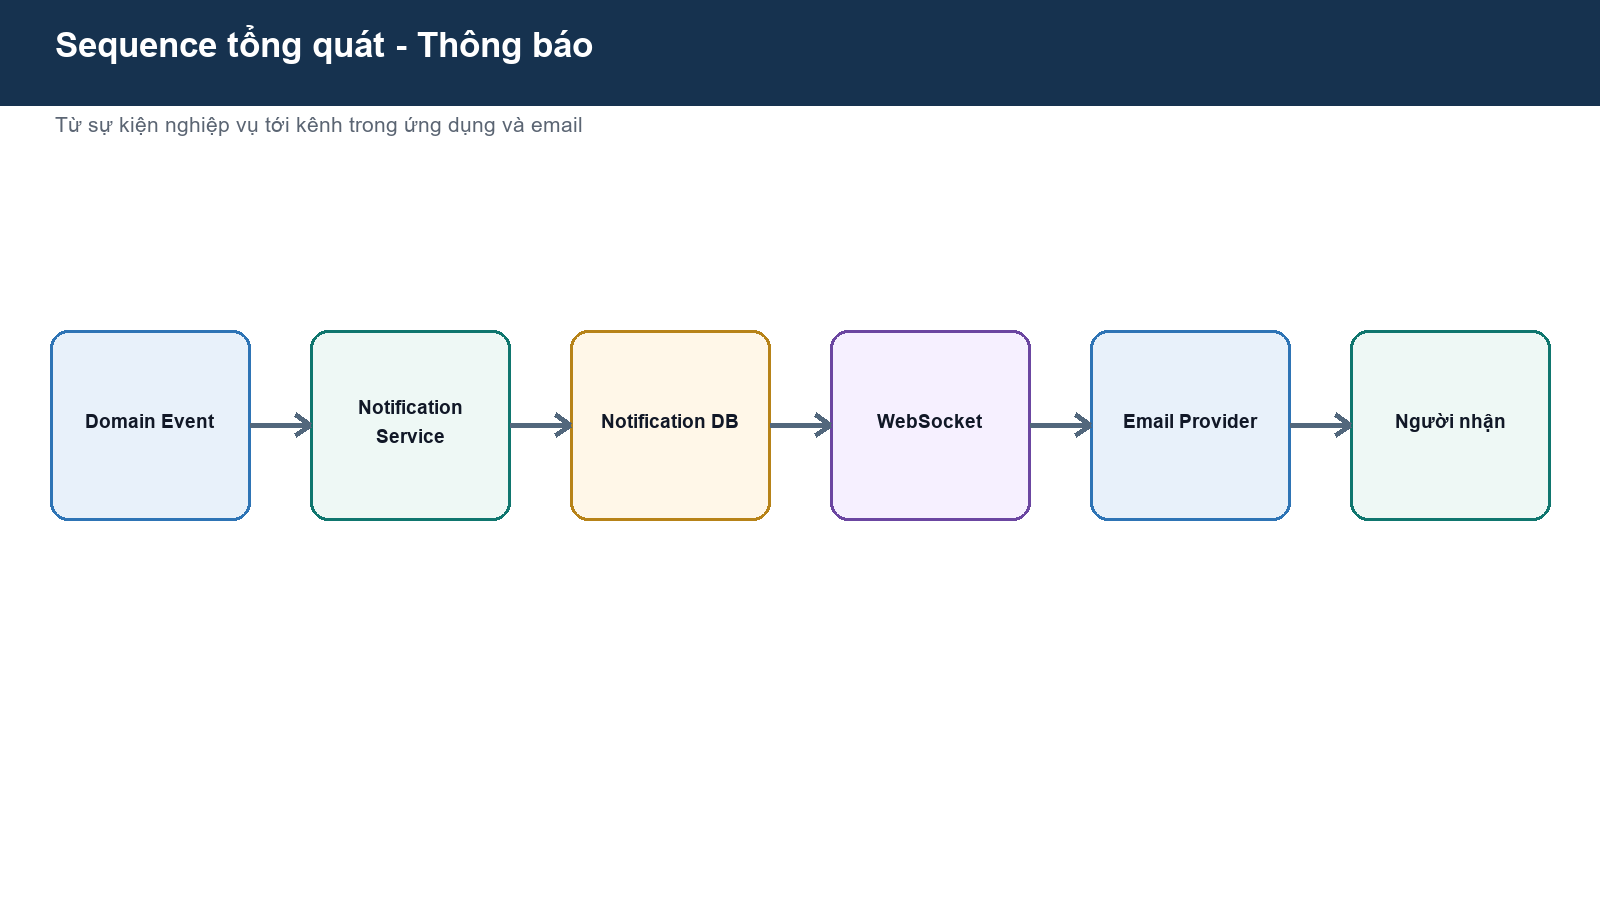 Sequence tổng quát - Thông báo
Từ sự kiện nghiệp vụ tới kênh trong ứng dụng và email
Domain Event
Notification
Service
Notification DB
WebSocket
Email Provider
Người nhận